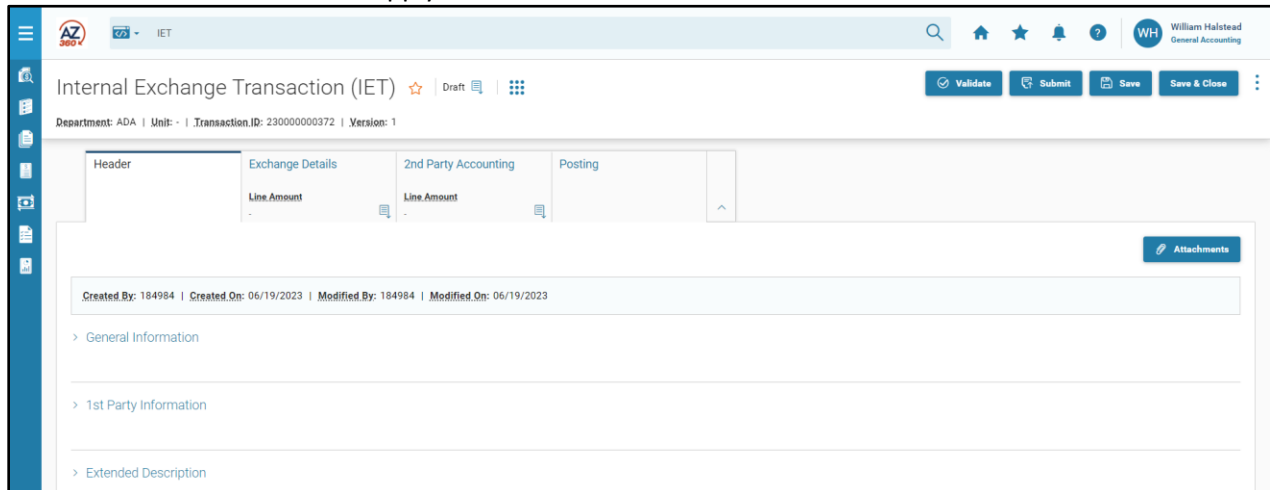 AZ
360
IET
WH
William Halstead
General Accounting
Internal Exchange Transaction (IET)
Draft
Validate
Submit
Save
Save & Close
Department: ADA | Unit: - | Transaction ID: 230000000372 | Version: 1
Header
Exchange Details
2nd Party Accounting
Posting
Line Amount
-
Line Amount
-
Attachments
Created By: 184984 | Created On: 06/19/2023 | Modified By: 184984 | Modified On: 06/19/2023
> General Information
> 1st Party Information
> Extended Description